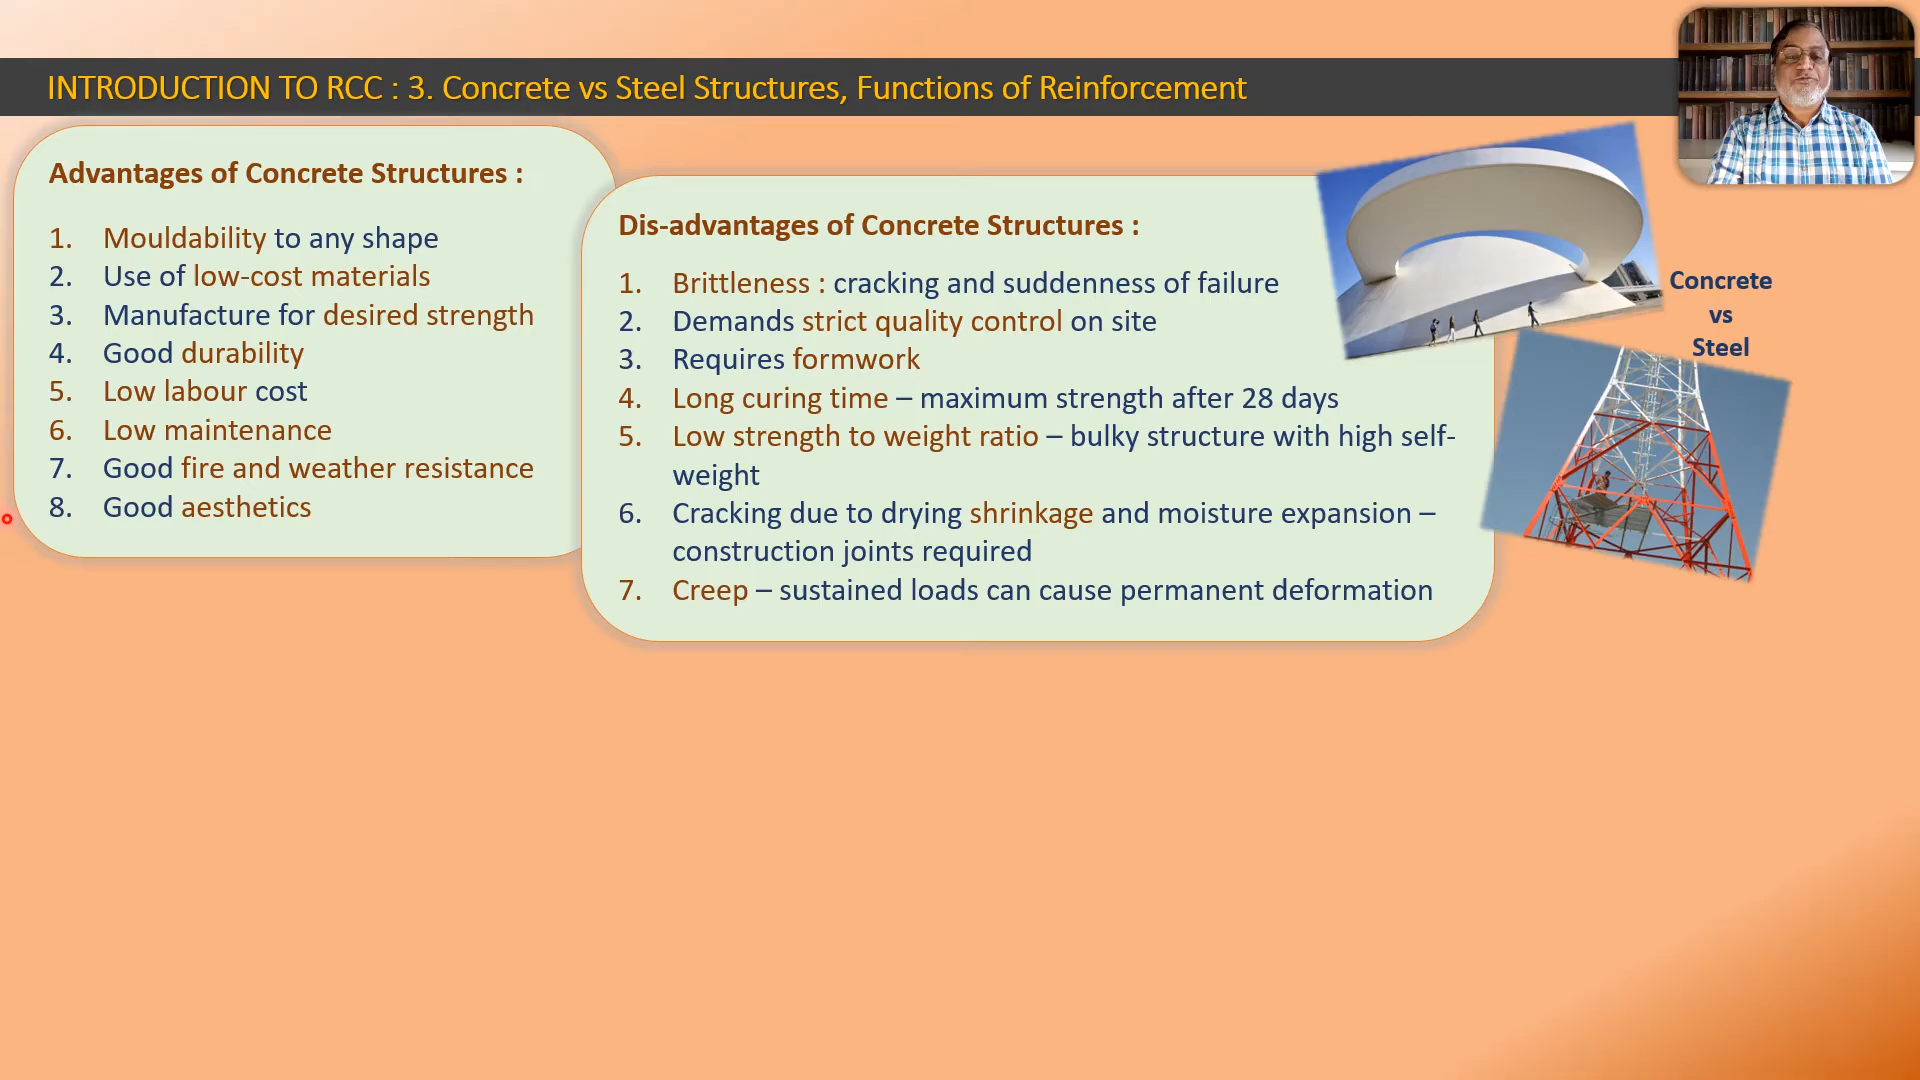 INTRODUCTION TO RCC : 3. Concrete vs Steel Structures, Functions of Reinforcement
Advantages of Concrete Structures :
1. Mouldability to any shape
2. Use of low-cost materials
3. Manufacture for desired strength
4. Good durability
5. Low labour cost
6. Low maintenance
7. Good fire and weather resistance
8. Good aesthetics
Dis-advantages of Concrete Structures :
1. Brittleness : cracking and suddenness of failure
2. Demands strict quality control on site
3. Requires formwork
4. Long curing time – maximum strength after 28 days
5. Low strength to weight ratio – bulky structure with high self-
weight
6. Cracking due to drying shrinkage and moisture expansion –
construction joints required
7. Creep – sustained loads can cause permanent deformation
Concrete
vs
Steel